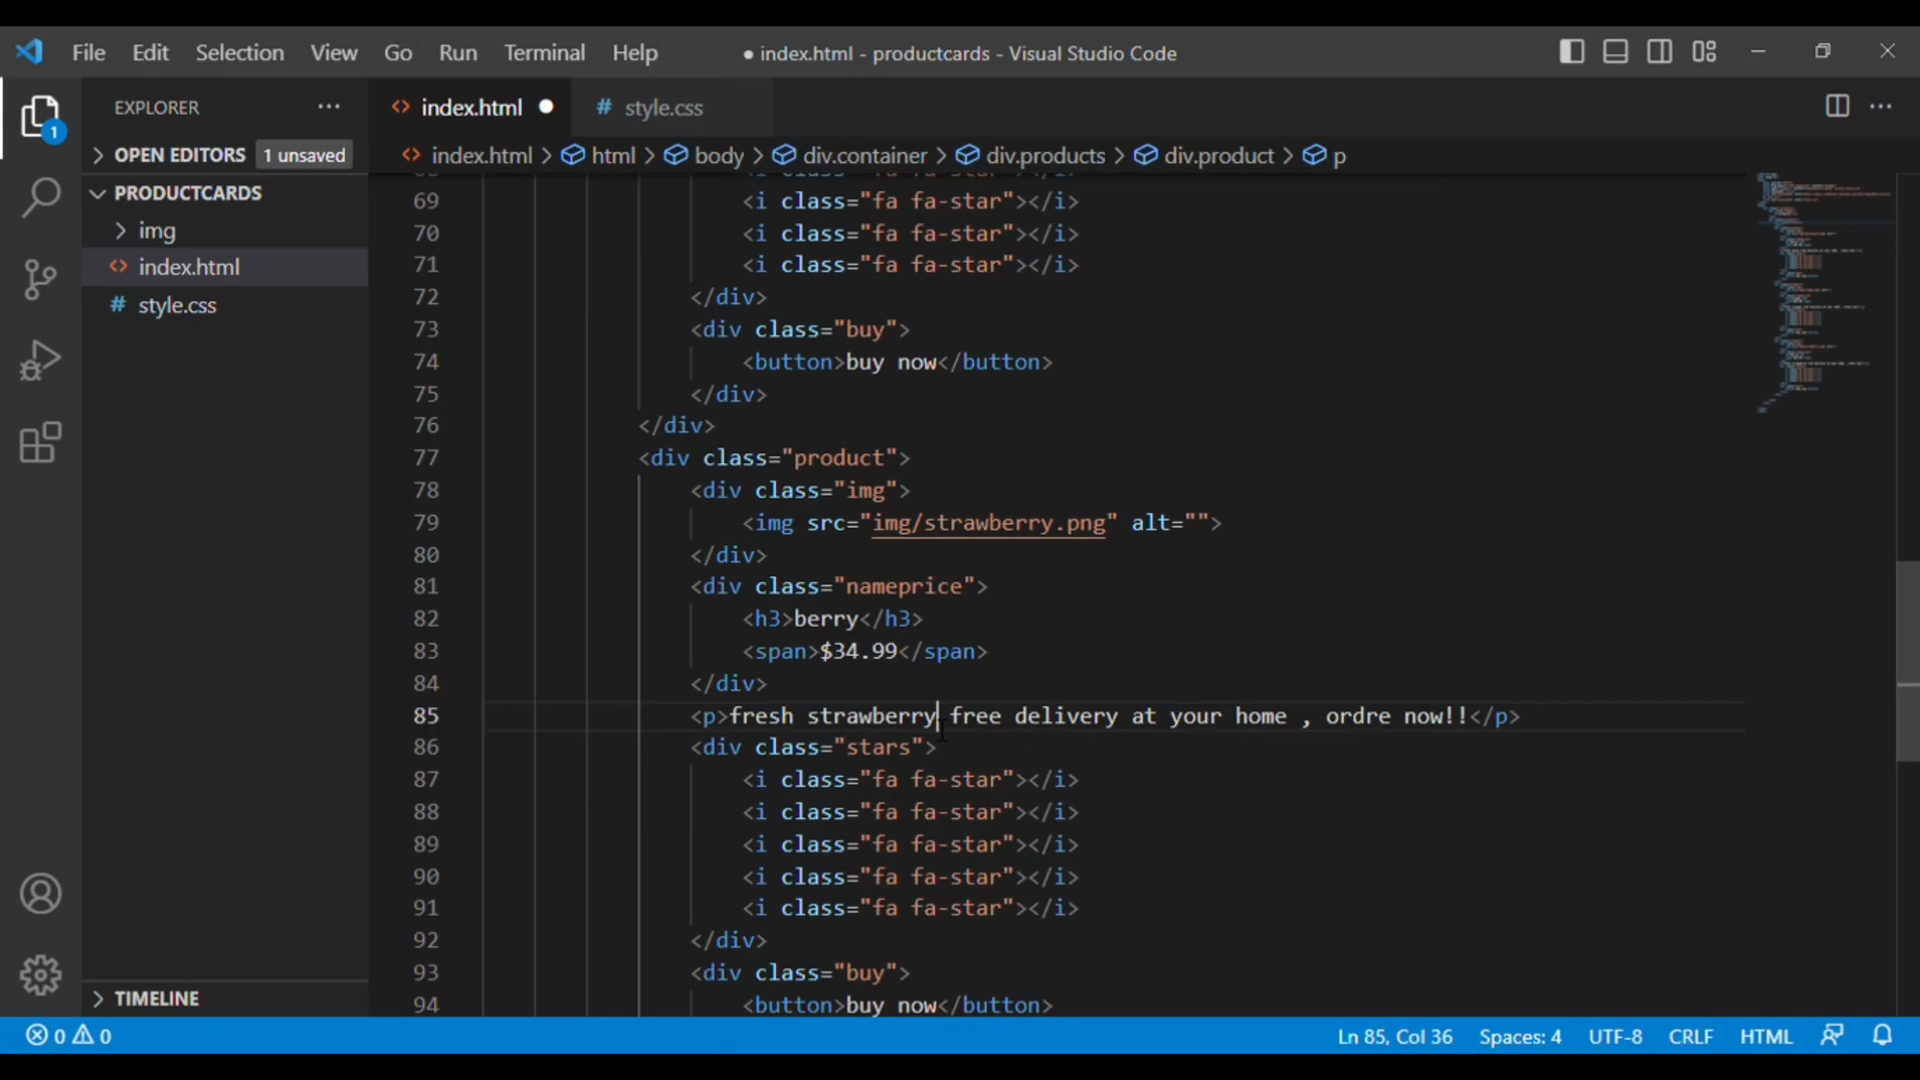 File Edit Selection View Go Run Terminal Help ● index.html - productcards - Visual Studio Code
EXPLORER ···
<> index.html ● # style.css
OPEN EDITORS 1 unsaved
<> index.html > html > body > div.container > div.products > div.product > p
PRODUCTCARDS
img
<> index.html
# style.css
1
69 <i class="fa fa-star"></i>
70 <i class="fa fa-star"></i>
71 <i class="fa fa-star"></i>
72 </div>
73 <div class="buy">
74 <button>buy now</button>
75 </div>
76 </div>
77 <div class="product">
78 <div class="img">
79 <img src="img/strawberry.png" alt="">
80 </div>
81 <div class="nameprice">
82 <h3>berry</h3>
83 <span>$34.99</span>
84 </div>
85 <p>fresh strawberry free delivery at your home , ordre now!!</p>
86 <div class="stars">
87 <i class="fa fa-star"></i>
88 <i class="fa fa-star"></i>
89 <i class="fa fa-star"></i>
90 <i class="fa fa-star"></i>
91 <i class="fa fa-star"></i>
92 </div>
93 <div class="buy">
94 <button>buy now</button>
TIMELINE
0 0 Ln 85, Col 36 Spaces: 4 UTF-8 CRLF HTML